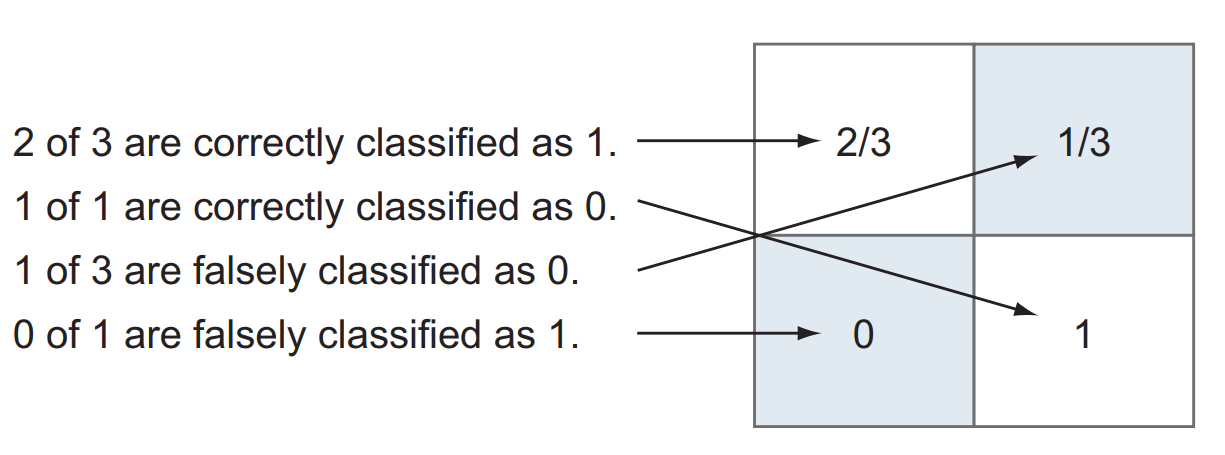 2 of 3 are correctly classified as 1.
1 of 1 are correctly classified as 0.
1 of 3 are falsely classified as 0.
0 of 1 are falsely classified as 1.
2/3 1/3
0 1